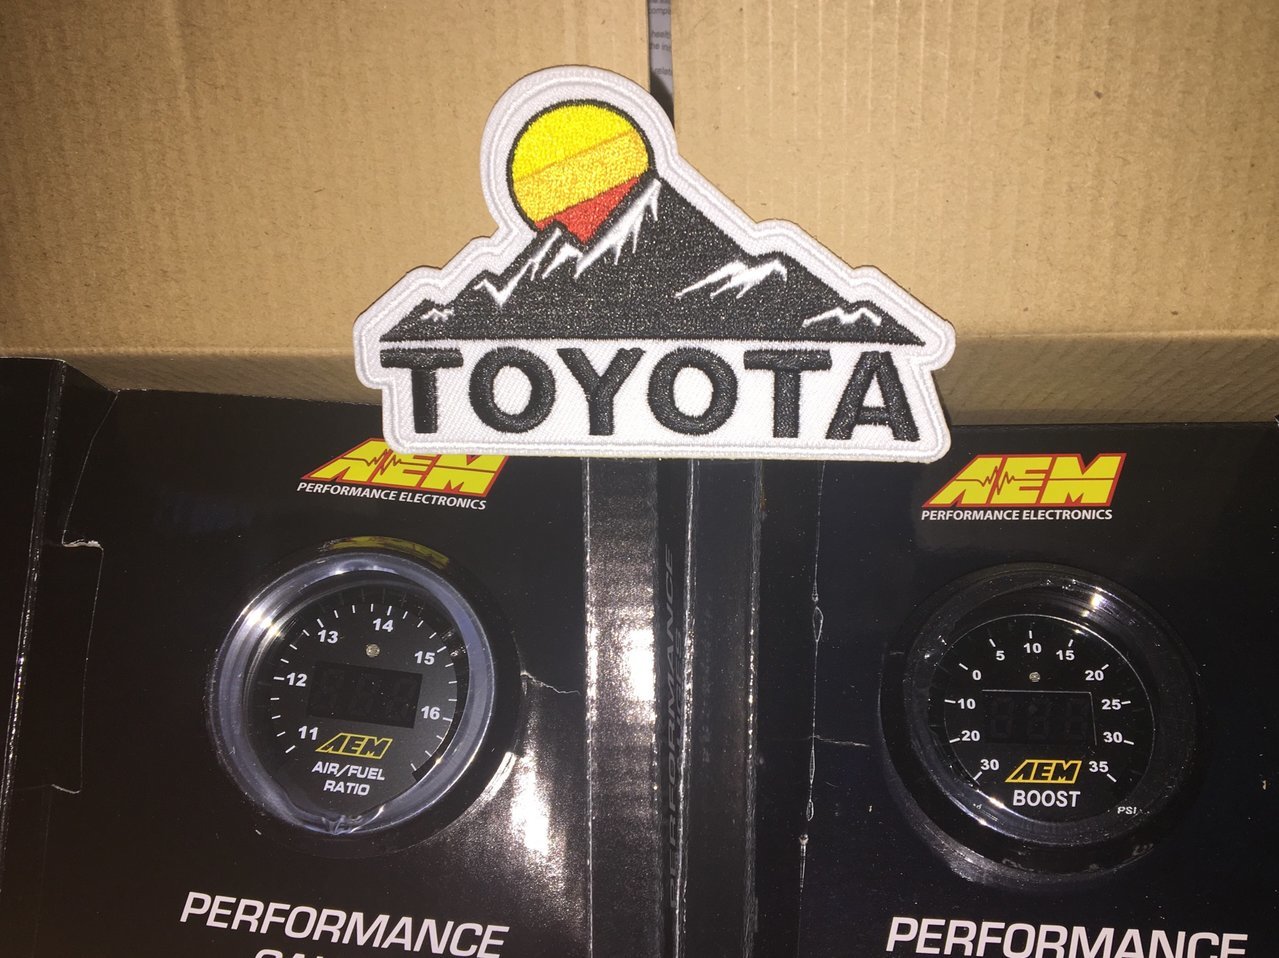 TOYOTA
AEM
PERFORMANCE ELECTRONICS
11
12
13
14
15
16
AEM
AIR/FUEL
RATIO
PERFORMANCE
AEM
PERFORMANCE ELECTRONICS
30
20
10
0
5
10
15
20
25
30
35
AEM
BOOST
PSI
PERFORMANCE
PERFORMANCE